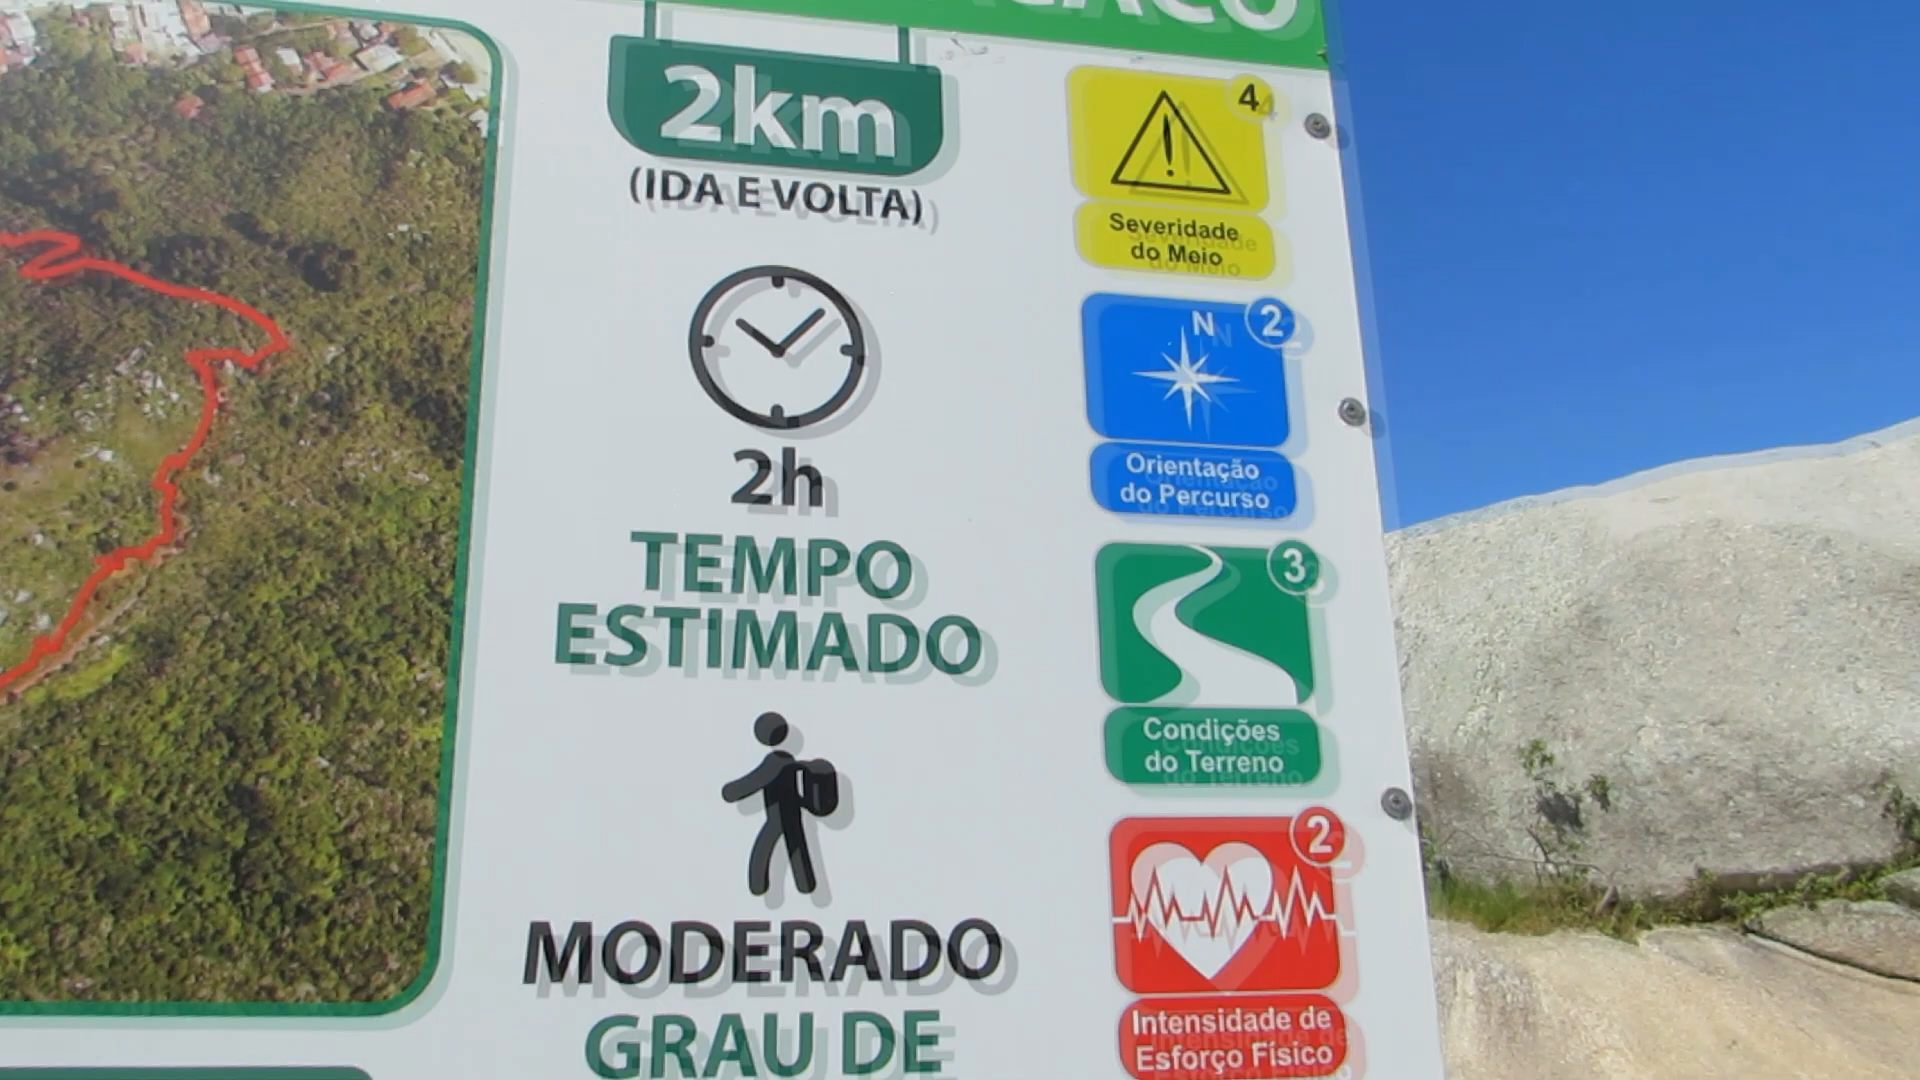 2km
(IDA E VOLTA)
2h
TEMPO
ESTIMADO
MODERADO
GRAU DE
4
Severidade
do Meio
N
2
Orientação
do Percurso
3
Condições
do Terreno
2
Intensidade de
Esforço Físico